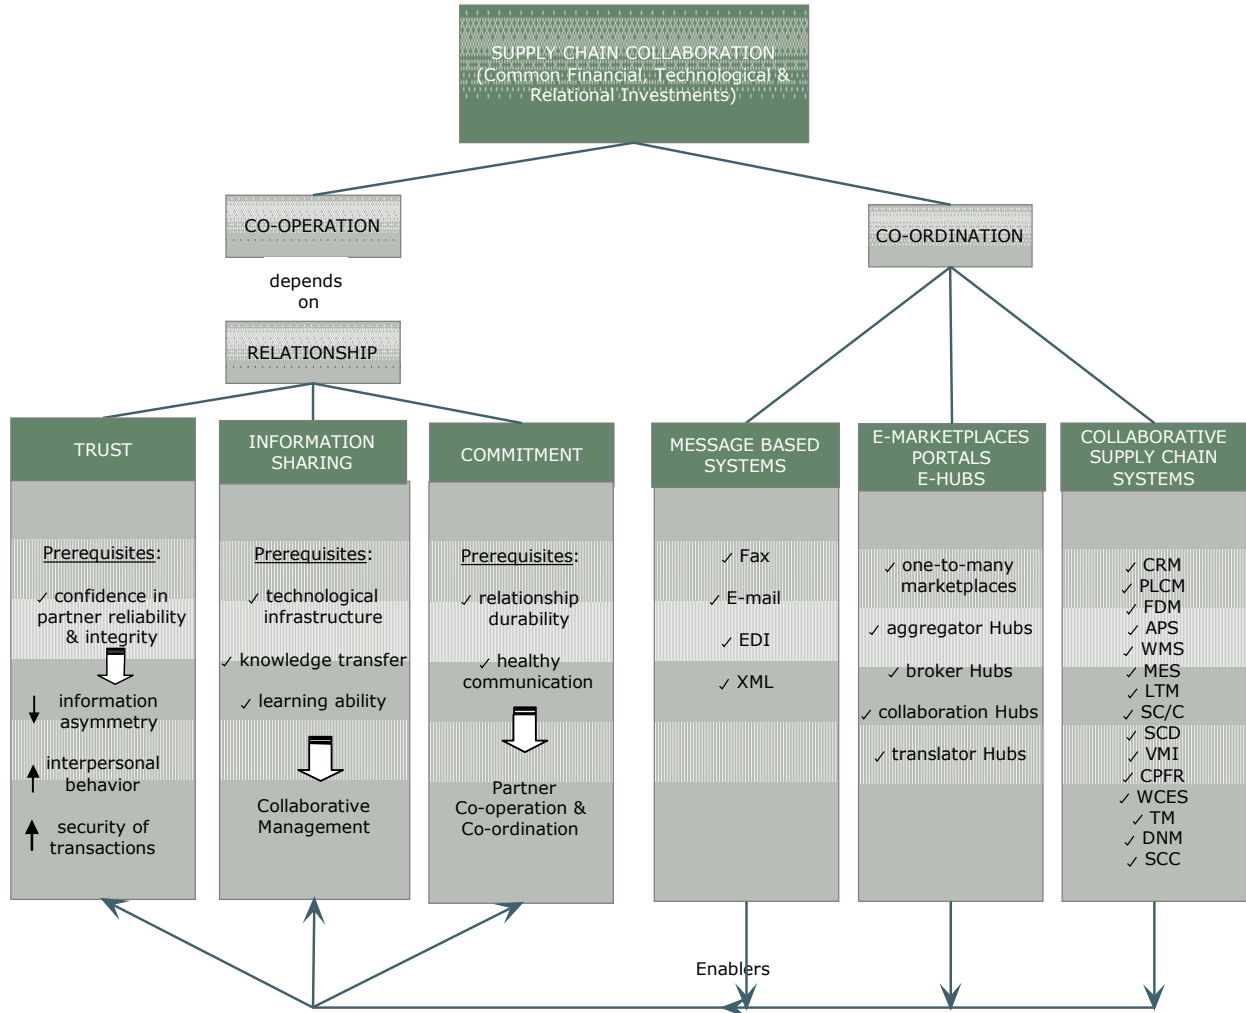 SUPPLY CHAIN COLLABORATION
(Common Financial, Technological &
Relational Investments)
CO-OPERATION
depends
on
RELATIONSHIP
CO-ORDINATION
TRUST
Prerequisites:
✓ confidence in
partner reliability
& integrity
↓ information
asymmetry
↑ interpersonal
behavior
↑ security of
transactions
INFORMATION
SHARING
Prerequisites:
✓ technological
infrastructure
✓ knowledge transfer
✓ learning ability
Collaborative
Management
COMMITMENT
Prerequisites:
✓ relationship
durability
✓ healthy
communication
Partner
Co-operation &
Co-ordination
MESSAGE BASED
SYSTEMS
✓ Fax
✓ E-mail
✓ EDI
✓ XML
E-MARKETPLACES
PORTALS
E-HUBS
✓ one-to-many
marketplaces
✓ aggregator Hubs
✓ broker Hubs
✓ collaboration Hubs
✓ translator Hubs
COLLABORATIVE
SUPPLY CHAIN
SYSTEMS
✓ CRM
✓ PLCM
✓ FDM
✓ APS
✓ WMS
✓ MES
✓ LTM
✓ SC/C
✓ SCD
✓ VMI
✓ CPFR
✓ WCES
✓ TM
✓ DNM
✓ SCC
Enablers